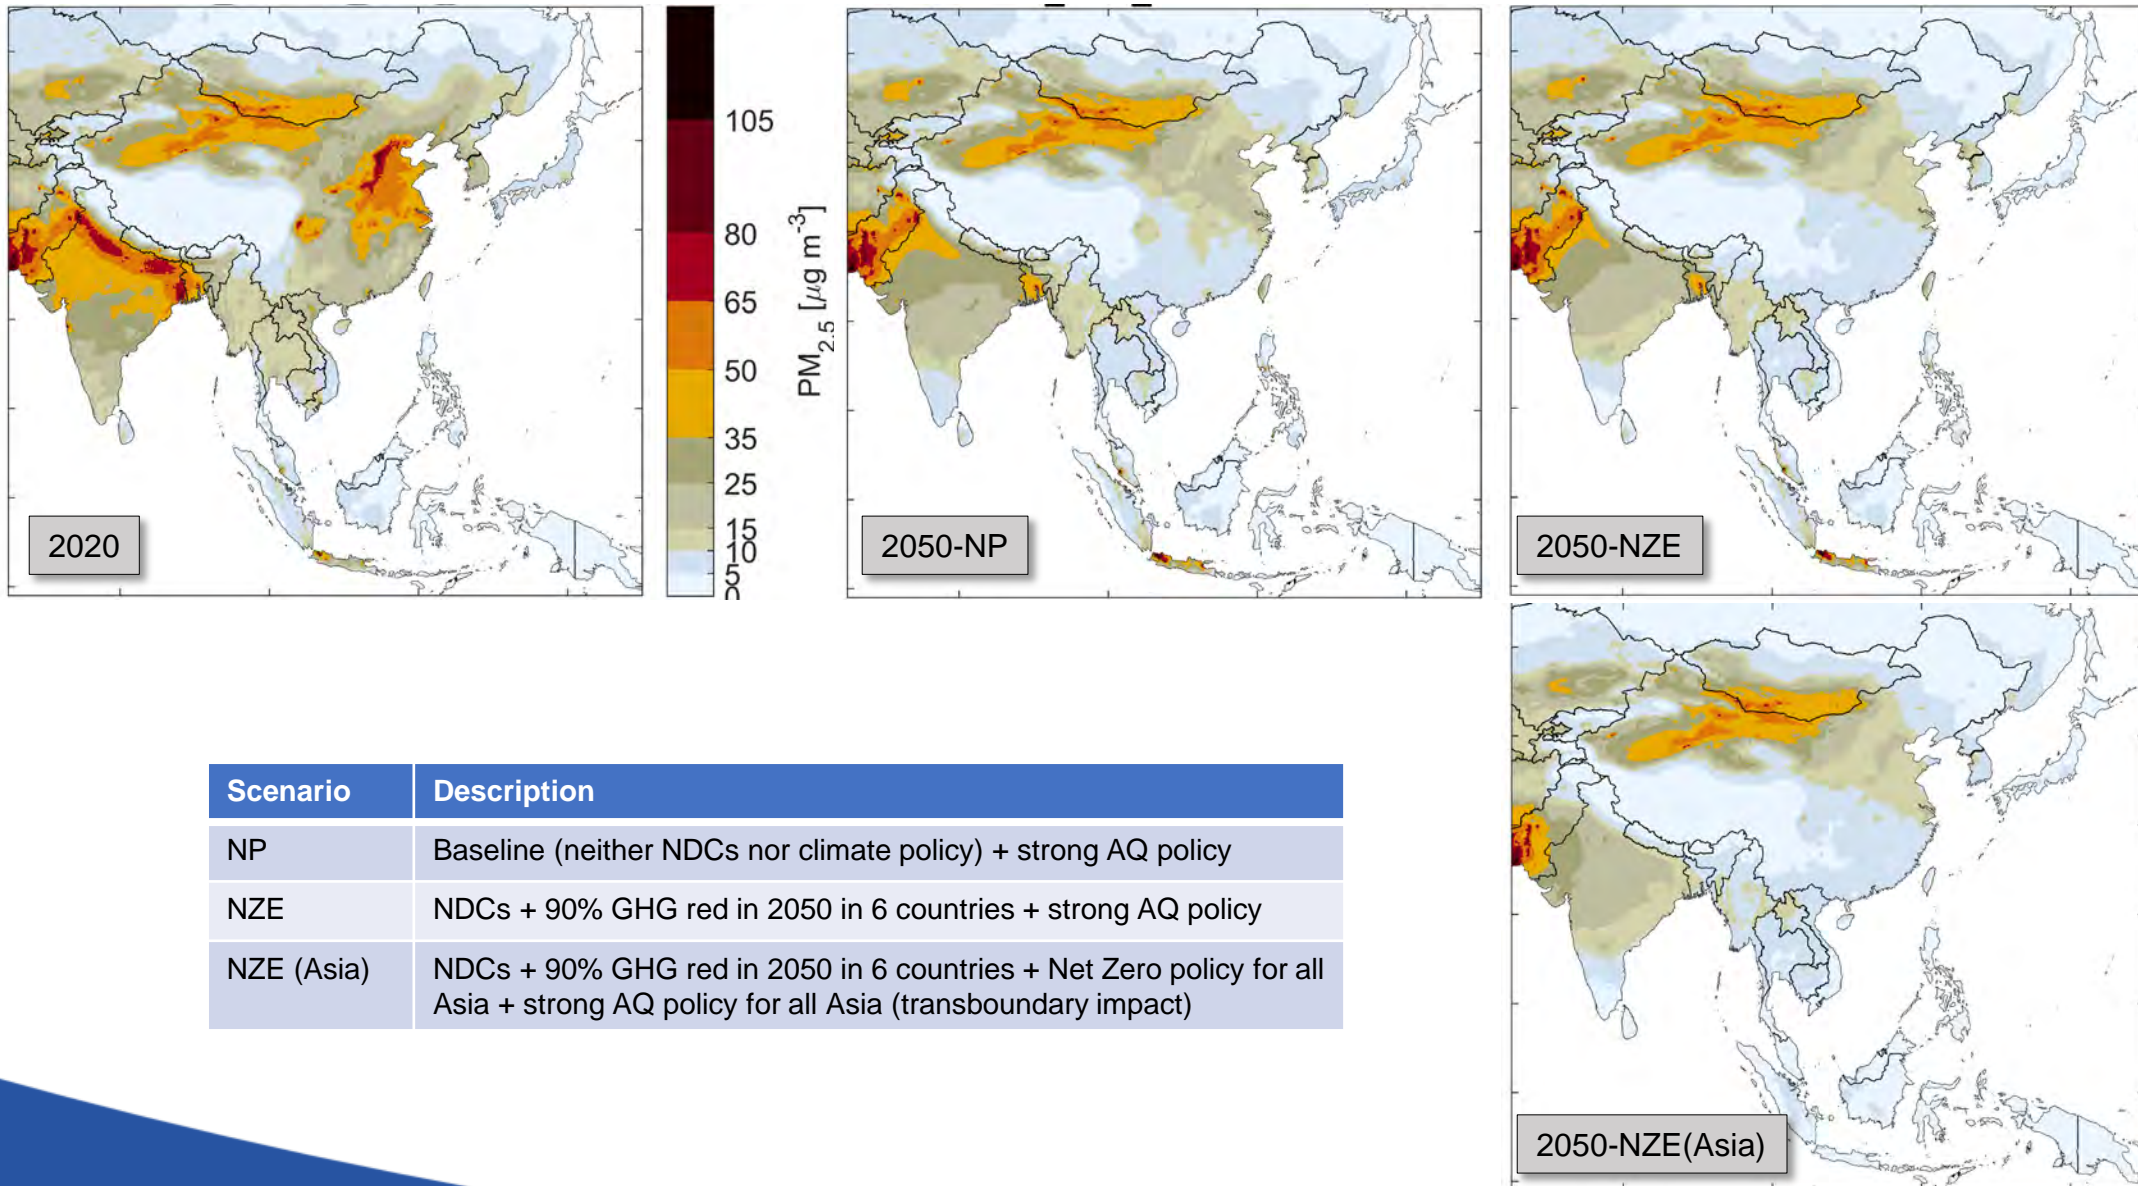 105
80
65
50
35
25
15
10
5
0
PM2.5 [μg m-3]
2020
2050-NP
2050-NZE
Scenario Description
NP Baseline (neither NDCs nor climate policy) + strong AQ policy
NZE NDCs + 90% GHG red in 2050 in 6 countries + strong AQ policy
NZE (Asia) NDCs + 90% GHG red in 2050 in 6 countries + Net Zero policy for all
Asia + strong AQ policy for all Asia (transboundary impact)
2050-NZE(Asia)